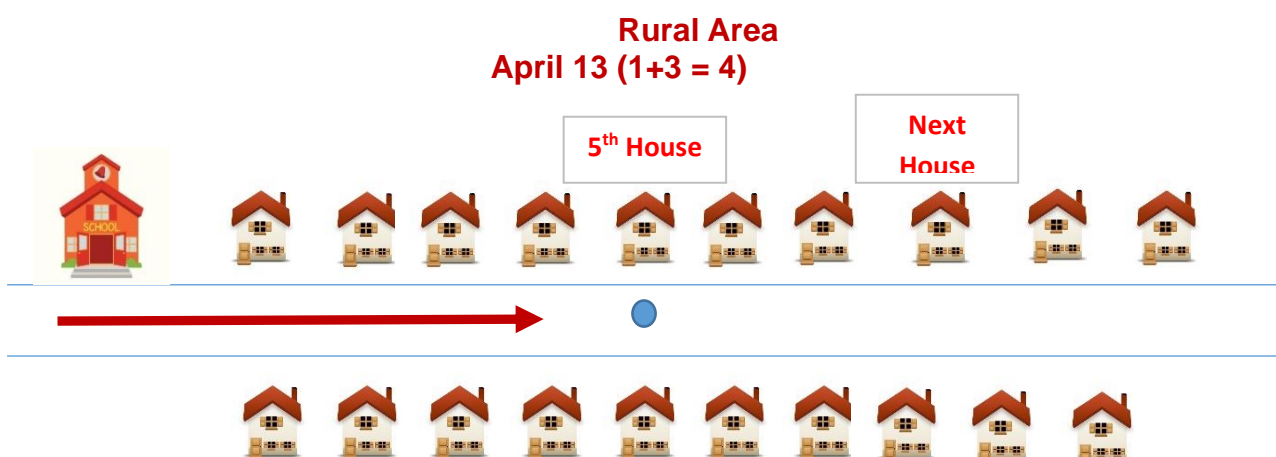 Rural Area
April 13 (1+3 = 4)
5th House
Next
House
SCHOOL